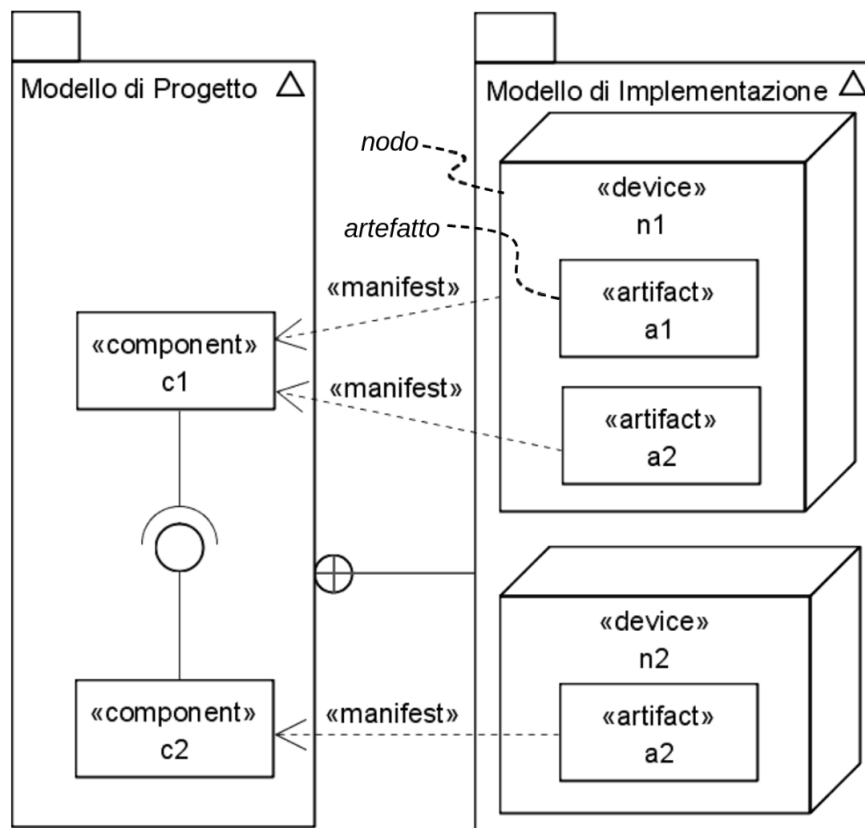 Modello di Progetto
Modello di Implementazione
nodo
«device»
n1
artefatto
«manifest»
«artifact»
a1
«component»
c1
«manifest»
«artifact»
a2
«device»
n2
«component»
c2
«manifest»
«artifact»
a2